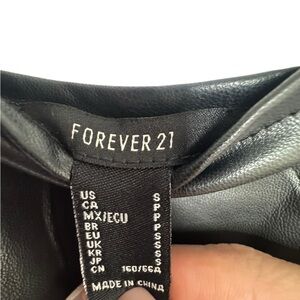 FOREVER 21
US S
CA S
MX/ECU P
BR P
EU S
UK S
KR S
JP S
CN 160/66A
MADE IN CHINA